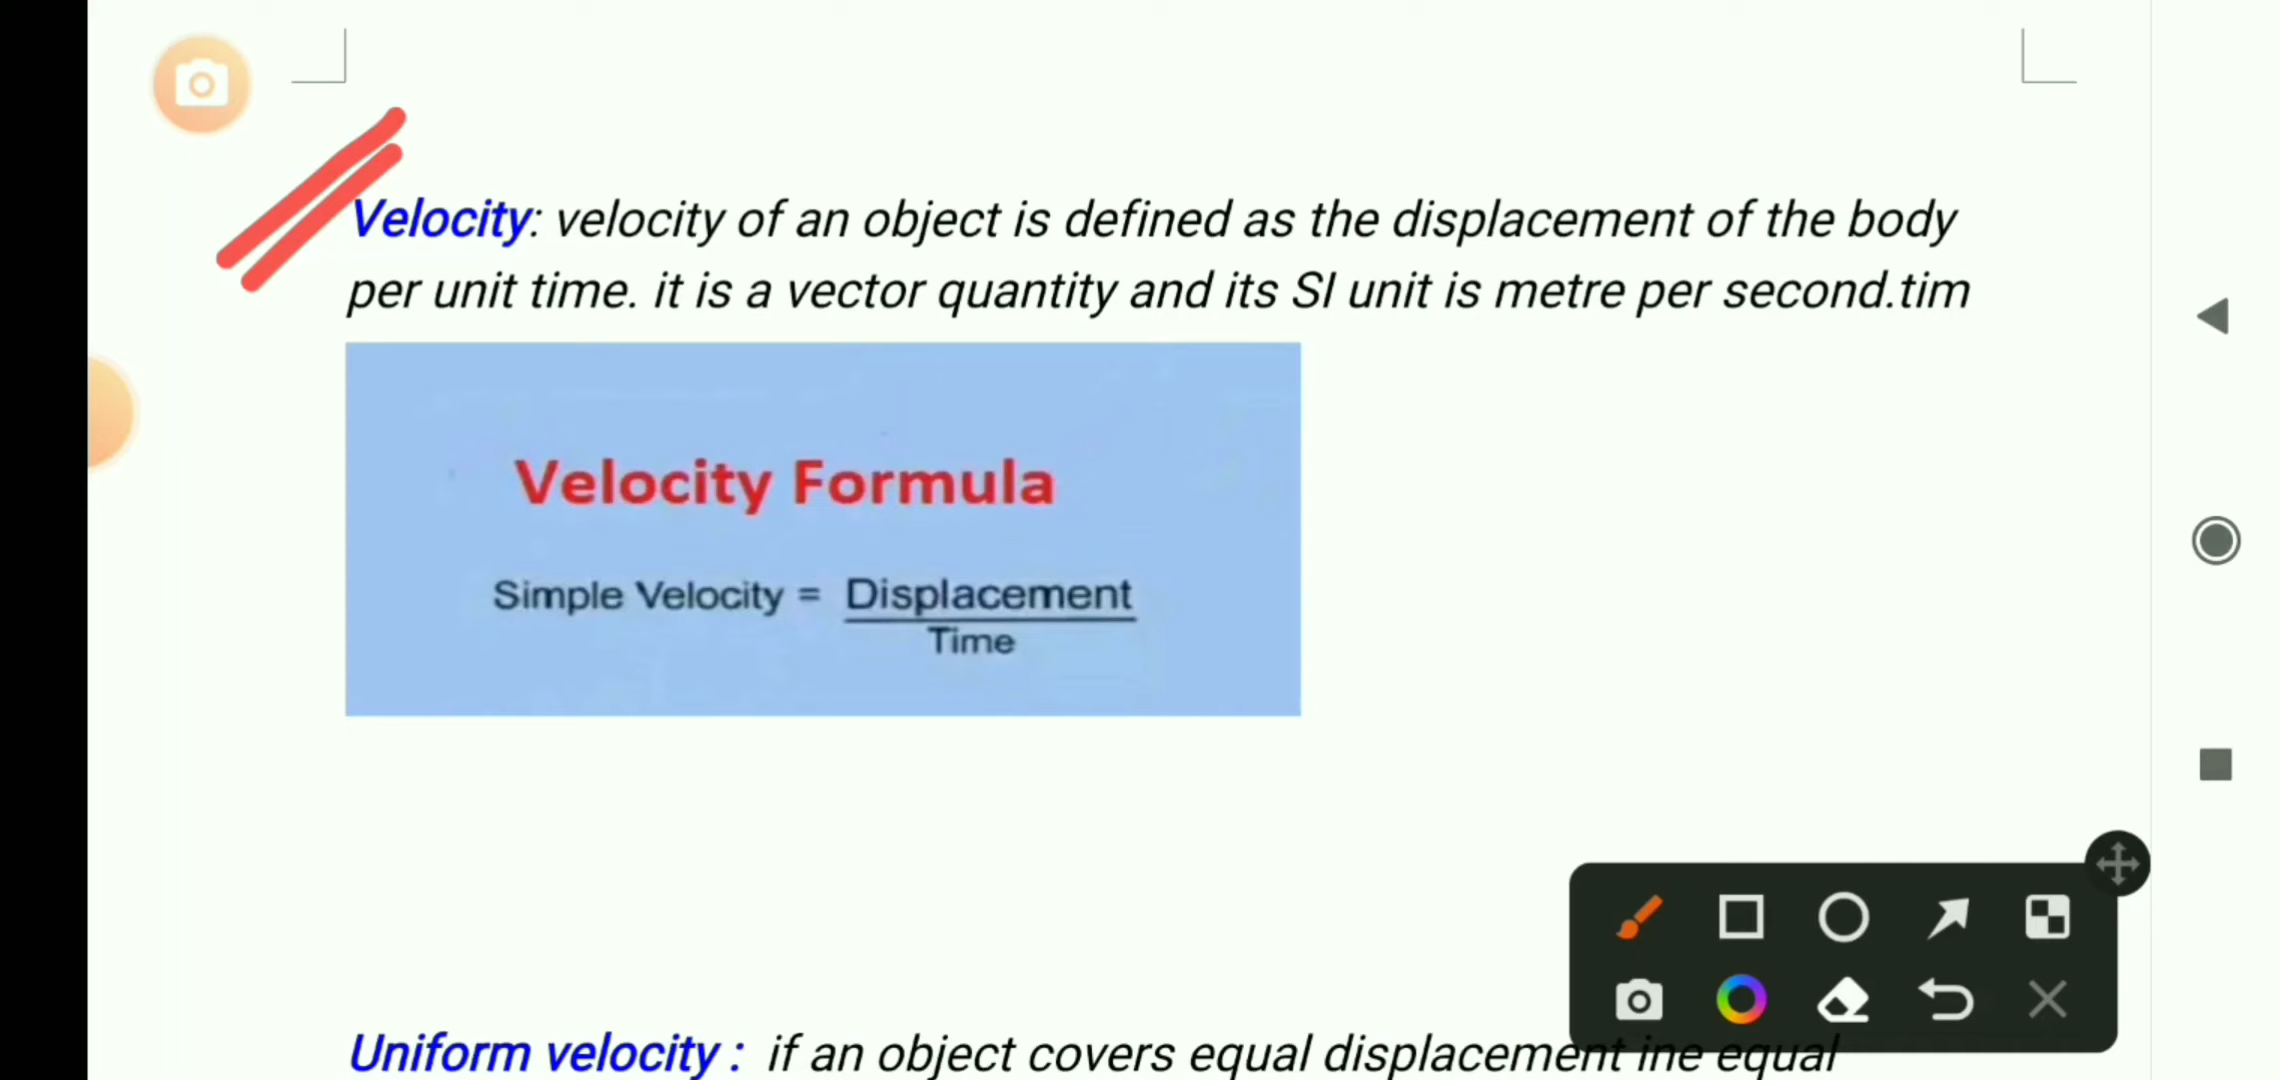 Velocity: velocity of an object is defined as the displacement of the body
per unit time. it is a vector quantity and its SI unit is metre per second.tim
Velocity Formula
Simple Velocity = Displacement
Time
Uniform velocity : if an object covers equal displacement ine equal